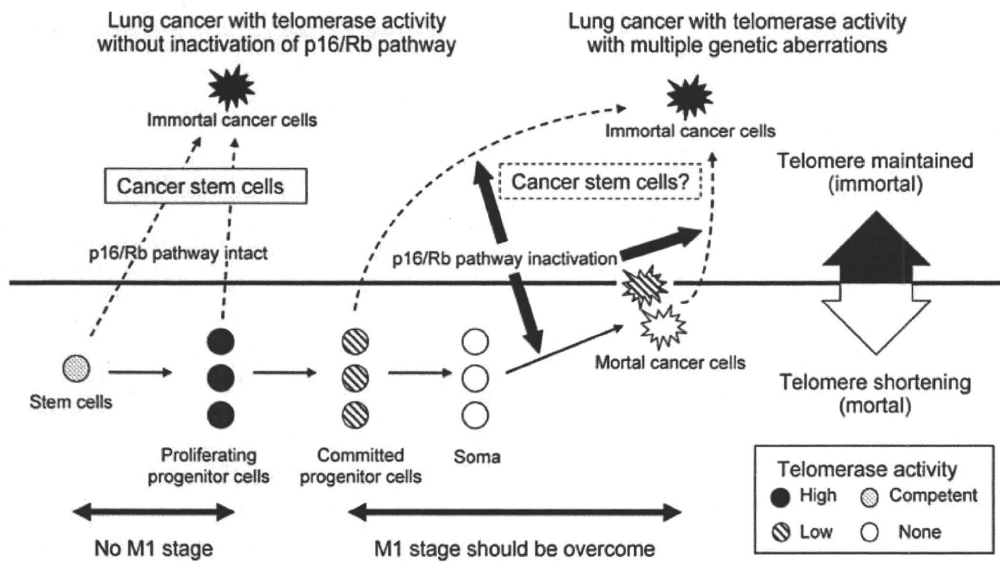 Lung cancer with telomerase activity
without inactivation of p16/Rb pathway
Immortal cancer cells
Cancer stem cells
p16/Rb pathway intact
Lung cancer with telomerase activity
with multiple genetic aberrations
Immortal cancer cells
Cancer stem cells?
p16/Rb pathway inactivation
Mortal cancer cells
Telomere maintained
(immortal)
Telomere shortening
(mortal)
Stem cells
Proliferating
progenitor cells
Committed
progenitor cells
Soma
No M1 stage
M1 stage should be overcome
Telomerase activity
High
Competent
Low
None